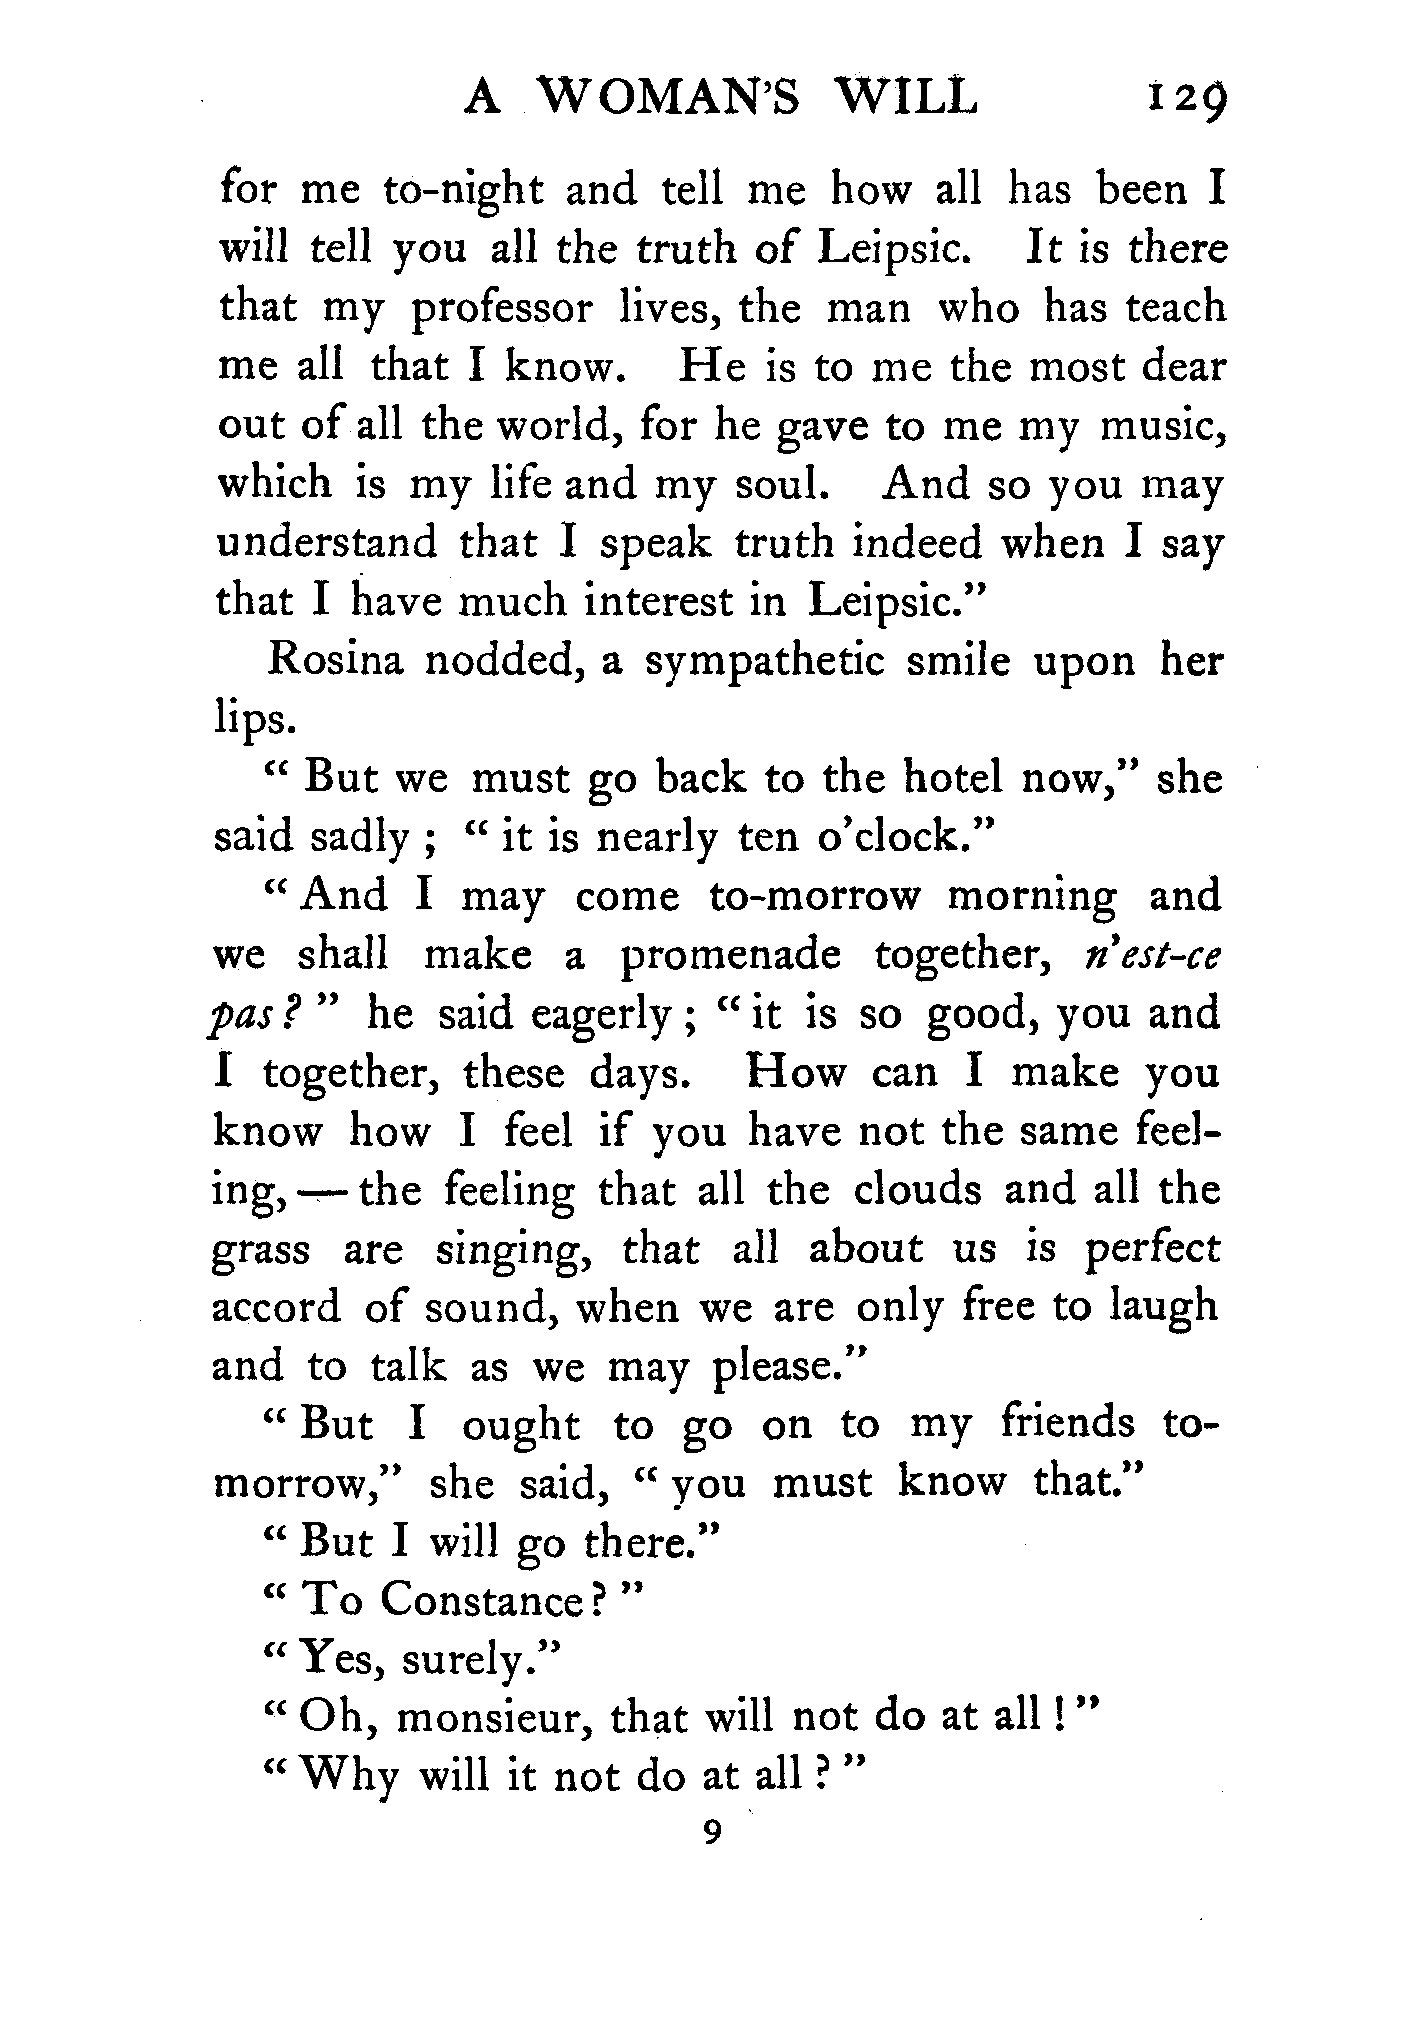 A WOMAN'S WILL 129
for me to-night and tell me how all has been I
will tell you all the truth of Leipsic. It is there
that my professor lives, the man who has teach
me all that I know. He is to me the most dear
out of all the world, for he gave to me my music,
which is my life and my soul. And so you may
understand that I speak truth indeed when I say
that I have much interest in Leipsic.”
Rosina nodded, a sympathetic smile upon her
lips.
“ But we must go back to the hotel now,” she
said sadly ; “ it is nearly ten o’clock.”
“ And I may come to-morrow morning and
we shall make a promenade together, n’est-ce
pas ? ” he said eagerly ; “ it is so good, you and
I together, these days. How can I make you
know how I feel if you have not the same feel-
ing, — the feeling that all the clouds and all the
grass are singing, that all about us is perfect
accord of sound, when we are only free to laugh
and to talk as we may please.”
“ But I ought to go on to my friends to-
morrow,” she said, “ you must know that.”
“ But I will go there.”
“ To Constance ? ”
“ Yes, surely.”
“ Oh, monsieur, that will not do at all ! ”
“ Why will it not do at all ? ”
9